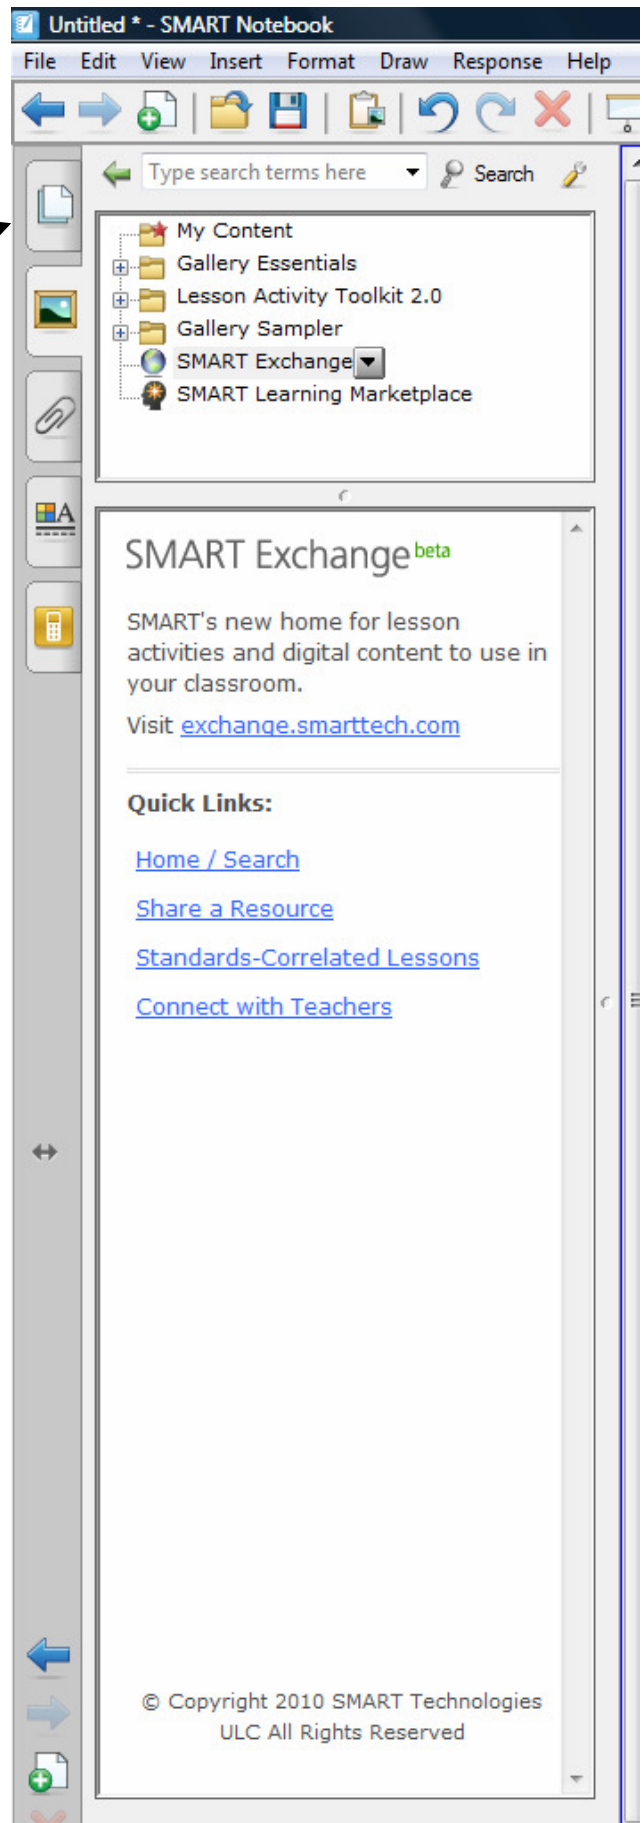 Untitled * - SMART Notebook
File Edit View Insert Format Draw Response Help
Type search terms here Search
My Content
Gallery Essentials
Lesson Activity Toolkit 2.0
Gallery Sampler
SMART Exchange
SMART Learning Marketplace
A
SMART Exchange beta
SMART's new home for lesson
activities and digital content to use in
your classroom.
Visit exchange.smarttech.com
Quick Links:
Home / Search
Share a Resource
Standards-Correlated Lessons
Connect with Teachers
© Copyright 2010 SMART Technologies
ULC All Rights Reserved